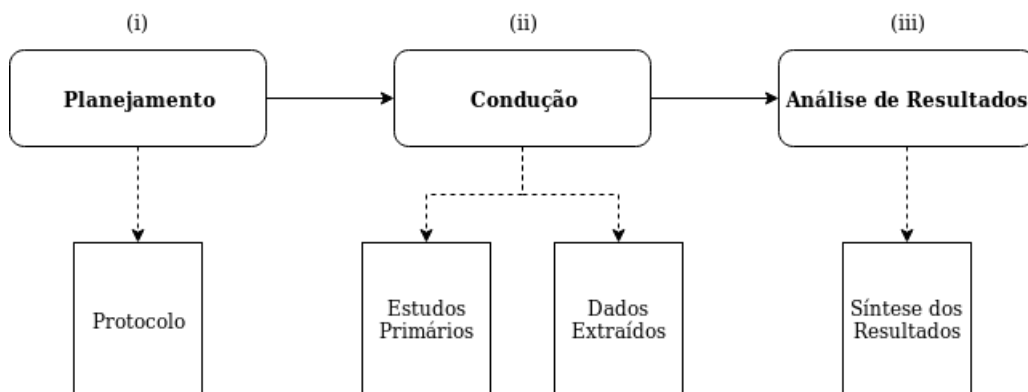 (i)
(ii)
(iii)
Planejamento
Condução
Análise de Resultados
Protocolo
Estudos
Primários
Dados
Extraídos
Síntese dos
Resultados